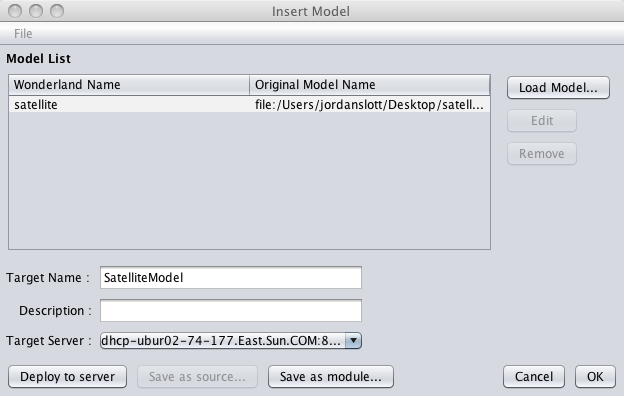 Insert Model
File
Model List
Wonderland Name Original Model Name
satellite file:/Users/jordanslott/Desktop/satell...
Load Model...
Edit
Remove
Target Name : SatelliteModel
Description :
Target Server : dhcp-ubur02-74-177.East.Sun.COM:8...
Deploy to server Save as source... Save as module... Cancel OK